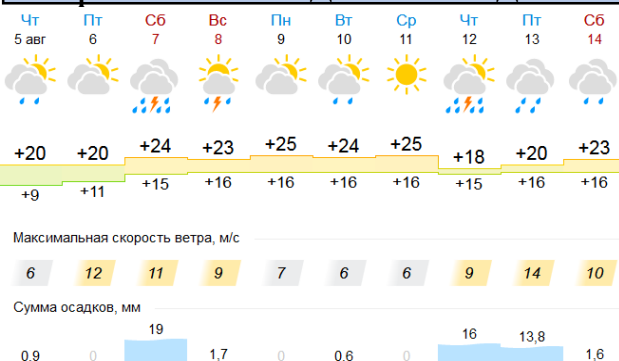 Чт Пт Сб Вс Пн Вт Ср Чт Пт Сб
5 авг 6 7 8 9 10 11 12 13 14
+20 +20 +24 +23 +25 +24 +25 +18 +20 +23
+9 +11 +15 +16 +16 +16 +16 +15 +16 +16
Максимальная скорость ветра, м/с
6 12 11 9 7 6 6 9 14 10
Сумма осадков, мм
0,9 0 19 1,7 0 0,6 0 16 13,8 1,6